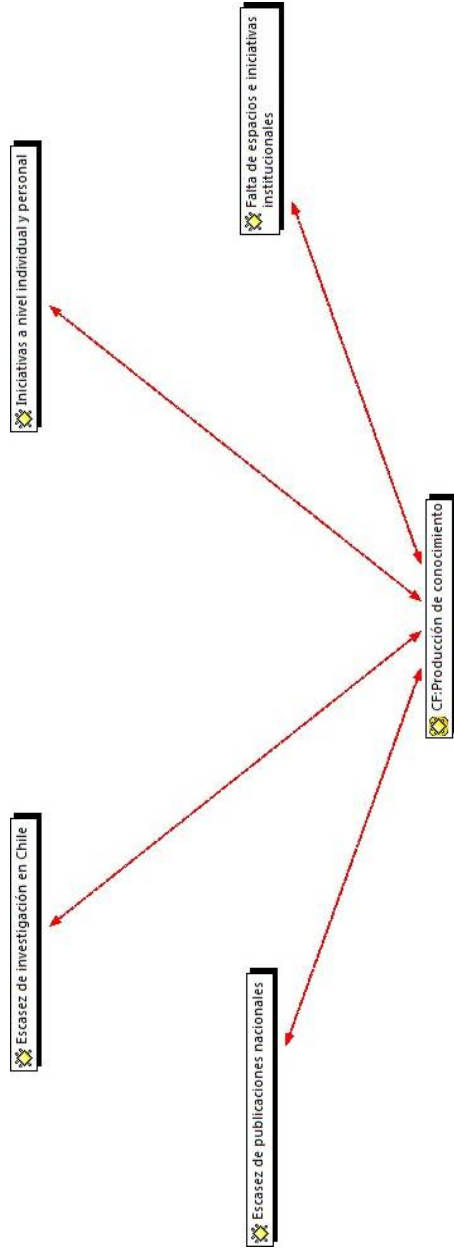 Escasez de investigación en Chile
Iniciativas a nivel individual y personal
Escasez de publicaciones nacionales
Falta de espacios e iniciativas
institucionales
CF:Producción de conocimiento